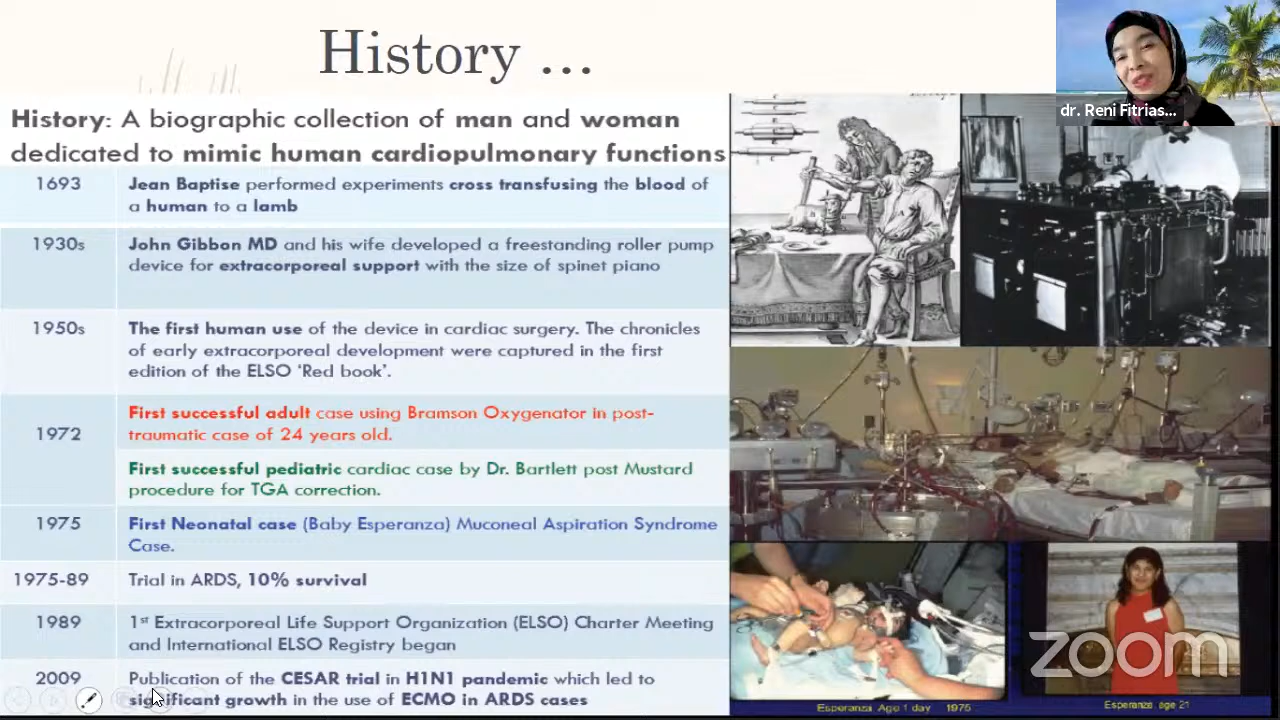 History ...
dr. Reni Fitrias...
History: A biographic collection of man and woman
dedicated to mimic human cardiopulmonary functions
1693
Jean Baptise performed experiments cross transfusing the blood of
a human to a lamb
1930s
John Gibbon MD and his wife developed a freestanding roller pump
device for extracorporeal support with the size of spinet piano
1950s
The first human use of the device in cardiac surgery. The chronicles
of early extracorporeal development were captured in the first
edition of the ELSO 'Red book'.
1972
First successful adult case using Bramson Oxygenator in post-
traumatic case of 24 years old.
First successful pediatric cardiac case by Dr. Bartlett post Mustard
procedure for TGA correction.
1975
First Neonatal case (Baby Esperanza) Muconeal Aspiration Syndrome
Case.
1975-89
Trial in ARDS, 10% survival
1989
1st Extracorporeal Life Support Organization (ELSO) Charter Meeting
and International ELSO Registry began
2009
Publication of the CESAR trial in H1N1 pandemic which led to
significant growth in the use of ECMO in ARDS cases
Esperanza. Age 1 day 1975
Esperanza, age 21
zoom